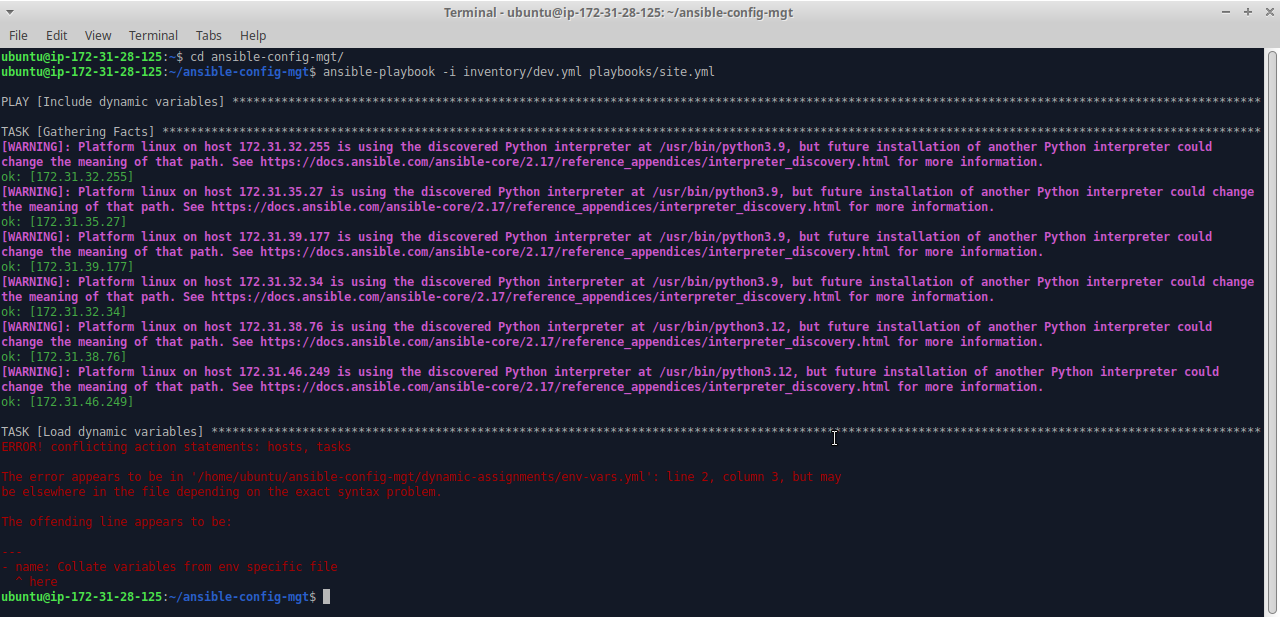 Terminal - ubuntu@ip-172-31-28-125: ~/ansible-config-mgt
File Edit View Terminal Tabs Help
ubuntu@ip-172-31-28-125:~$ cd ansible-config-mgt/
ubuntu@ip-172-31-28-125:~/ansible-config-mgt$ ansible-playbook -i inventory/dev.yml playbooks/site.yml
PLAY [Include dynamic variables] ***************************************************************************************************************************************************
TASK [Gathering Facts] *************************************************************************************************************************************************************
[WARNING]: Platform linux on host 172.31.32.255 is using the discovered Python interpreter at /usr/bin/python3.9, but future installation of another Python interpreter could
change the meaning of that path. See https://docs.ansible.com/ansible-core/2.17/reference_appendices/interpreter_discovery.html for more information.
ok: [172.31.32.255]
[WARNING]: Platform linux on host 172.31.35.27 is using the discovered Python interpreter at /usr/bin/python3.9, but future installation of another Python interpreter could change
the meaning of that path. See https://docs.ansible.com/ansible-core/2.17/reference_appendices/interpreter_discovery.html for more information.
ok: [172.31.35.27]
[WARNING]: Platform linux on host 172.31.39.177 is using the discovered Python interpreter at /usr/bin/python3.9, but future installation of another Python interpreter could
change the meaning of that path. See https://docs.ansible.com/ansible-core/2.17/reference_appendices/interpreter_discovery.html for more information.
ok: [172.31.39.177]
[WARNING]: Platform linux on host 172.31.32.34 is using the discovered Python interpreter at /usr/bin/python3.9, but future installation of another Python interpreter could change
the meaning of that path. See https://docs.ansible.com/ansible-core/2.17/reference_appendices/interpreter_discovery.html for more information.
ok: [172.31.32.34]
[WARNING]: Platform linux on host 172.31.38.76 is using the discovered Python interpreter at /usr/bin/python3.12, but future installation of another Python interpreter could
change the meaning of that path. See https://docs.ansible.com/ansible-core/2.17/reference_appendices/interpreter_discovery.html for more information.
ok: [172.31.38.76]
[WARNING]: Platform linux on host 172.31.46.249 is using the discovered Python interpreter at /usr/bin/python3.12, but future installation of another Python interpreter could
change the meaning of that path. See https://docs.ansible.com/ansible-core/2.17/reference_appendices/interpreter_discovery.html for more information.
ok: [172.31.46.249]
TASK [Load dynamic variables] ******************************************************************************************************************************************************
ERROR! conflicting action statements: hosts, tasks
The error appears to be in '/home/ubuntu/ansible-config-mgt/dynamic-assignments/env-vars.yml': line 2, column 3, but may
be elsewhere in the file depending on the exact syntax problem.
The offending line appears to be:
---
- name: Collate variables from env specific file
  ^ here
ubuntu@ip-172-31-28-125:~/ansible-config-mgt$